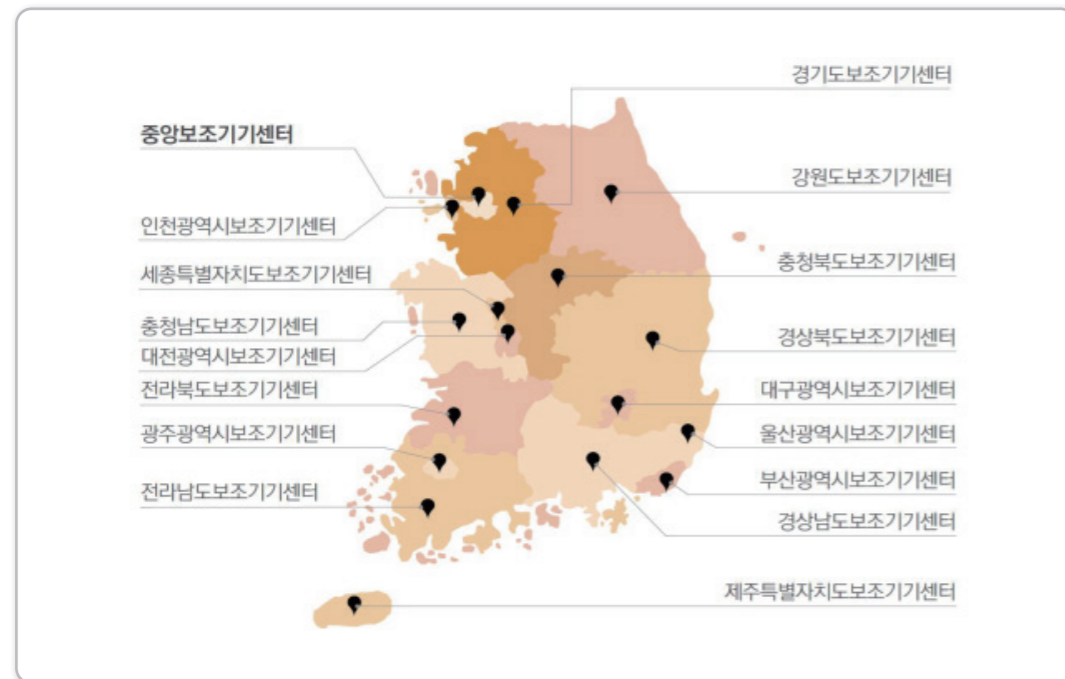 경기도보조기기센터
중앙보조기기센터
강원도보조기기센터
인천광역시보조기기센터
충청북도보조기기센터
세종특별자치도보조기기센터
충청남도보조기기센터
경상북도보조기기센터
대전광역시보조기기센터
전라북도보조기기센터
대구광역시보조기기센터
광주광역시보조기기센터
울산광역시보조기기센터
부산광역시보조기기센터
전라남도보조기기센터
경상남도보조기기센터
제주특별자치도보조기기센터